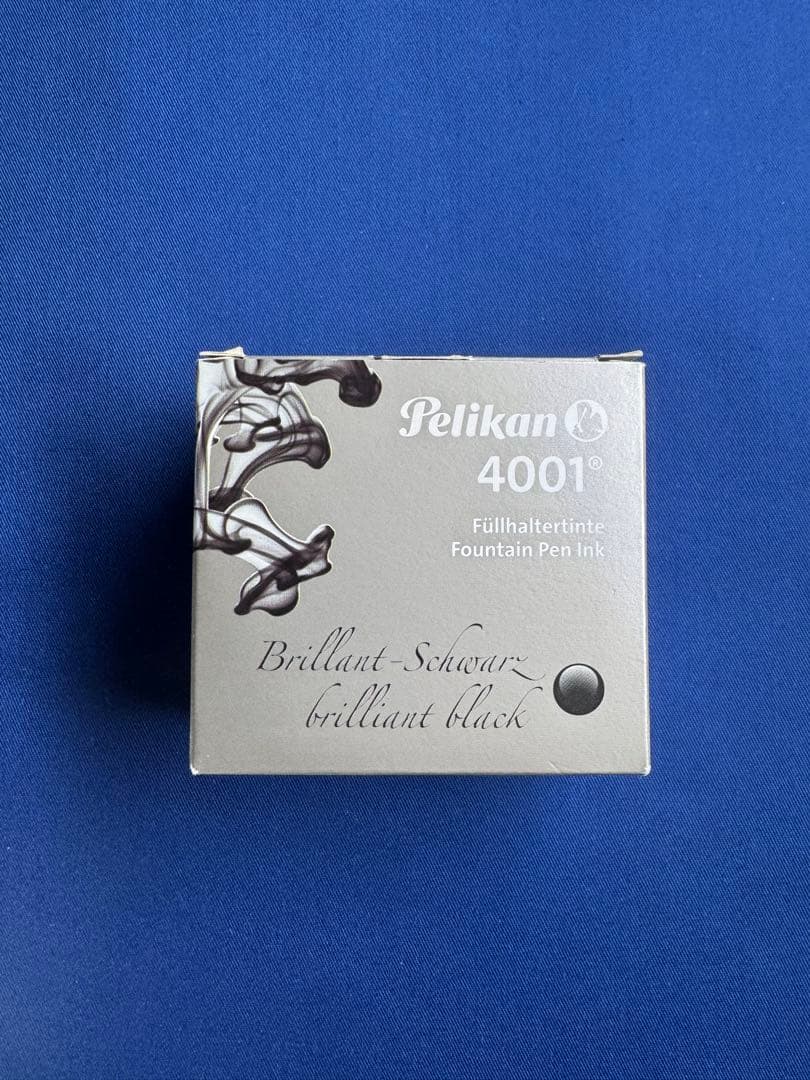 Pelikan
4001®
Füllhaltertinte
Fountain Pen Ink
Brillant-Schwarz
brilliant black